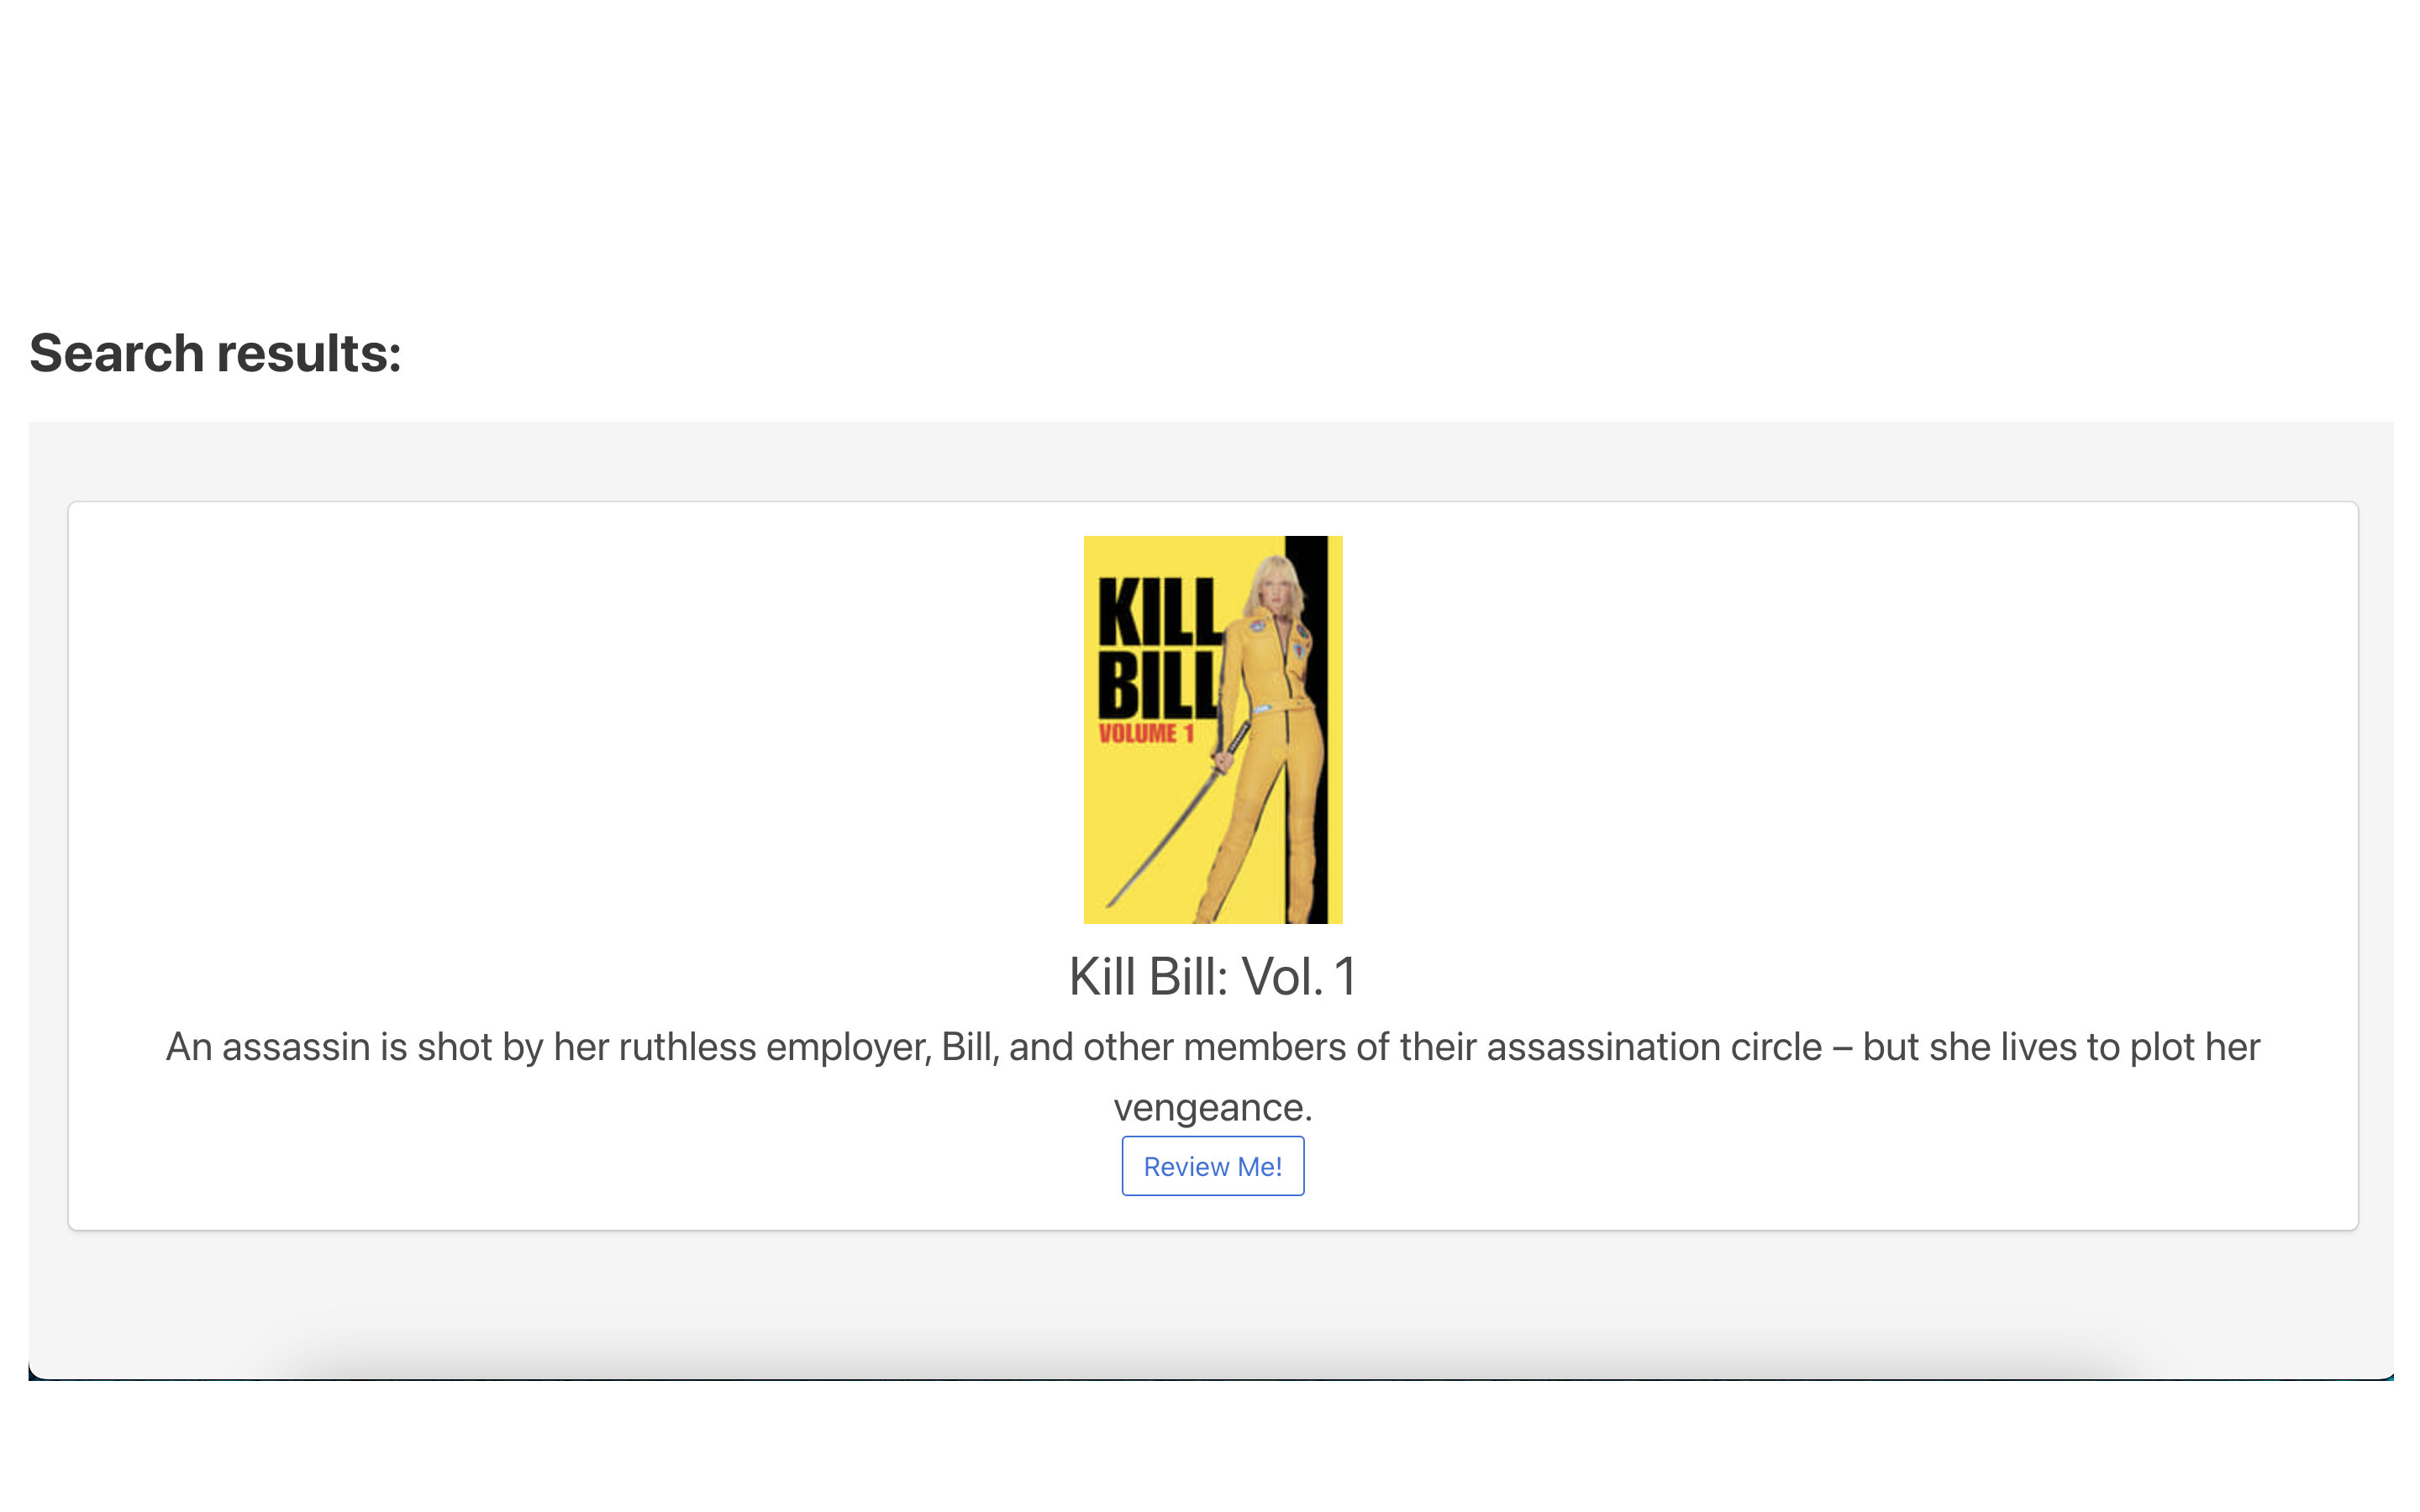 Search results:
KILL
BILL
VOLUME 1
Kill Bill: Vol. 1
An assassin is shot by her ruthless employer, Bill, and other members of their assassination circle – but she lives to plot her
vengeance.
Review Me!